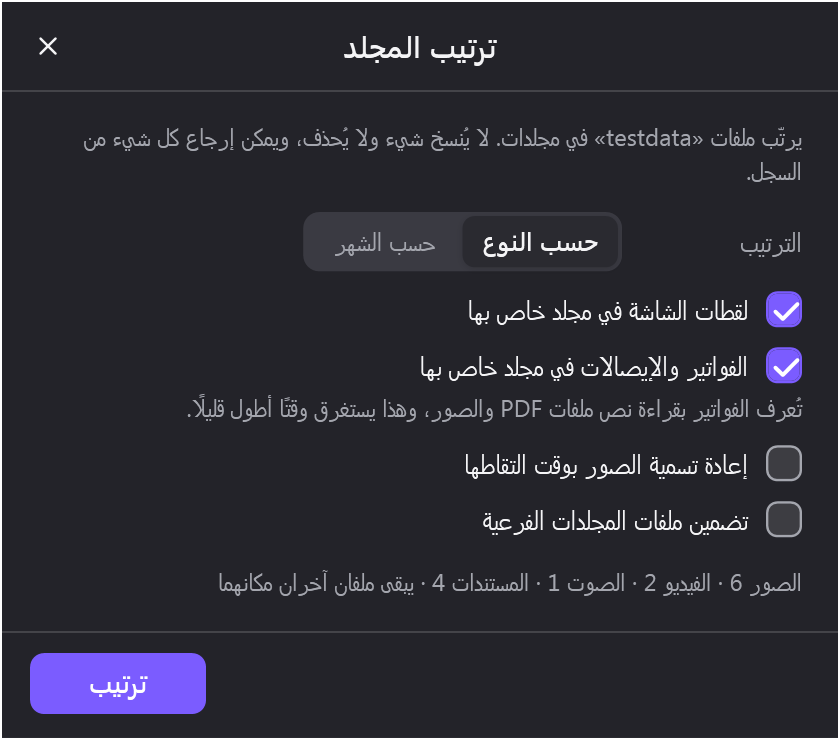 ترتيب المجلد
يرتّب ملفات «testdata» في مجلدات. لا يُنسخ شيء ولا يُحذف، ويمكن إرجاع كل شيء من
السجل.
الترتيب
حسب النوع
حسب الشهر
لقطات الشاشة في مجلد خاص بها
الفواتير والإيصالات في مجلد خاص بها
تُعرف الفواتير بقراءة نص ملفات PDF والصور، وهذا يستغرق وقتًا أطول قليلًا.
إعادة تسمية الصور بوقت التقاطها
تضمين ملفات المجلدات الفرعية
الصور 6 · الفيديو 2 · الصوت 1 · المستندات 4 · يبقى ملفان آخران مكانهما
ترتيب